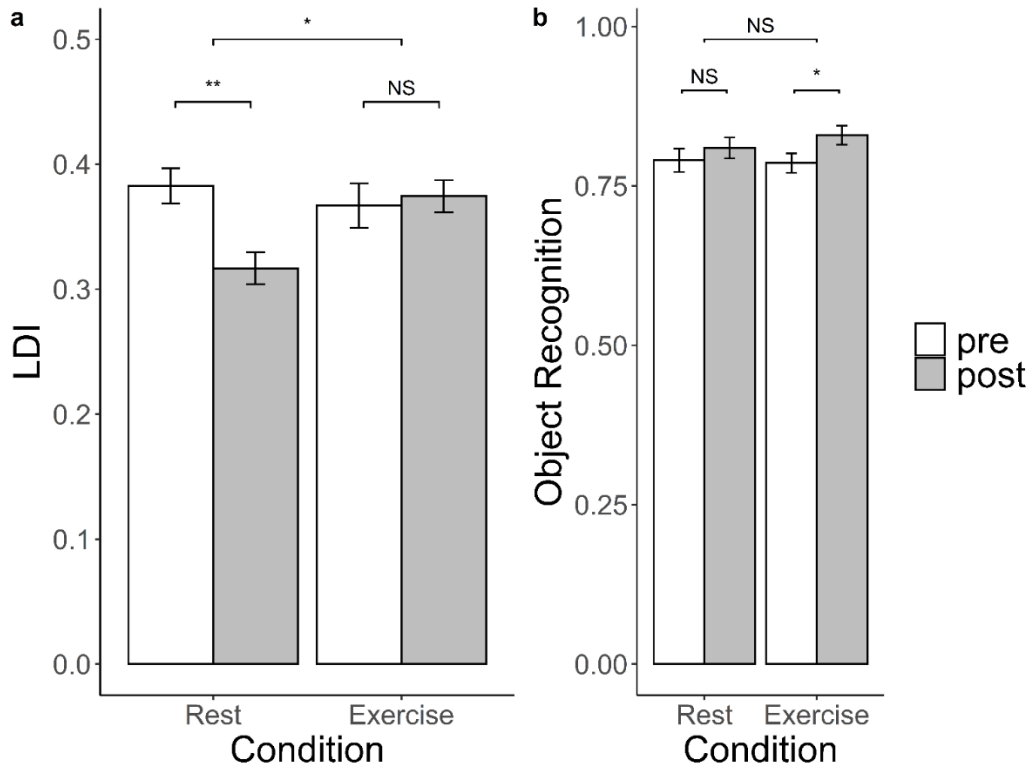 a
*
**
NS
LDI
0.5
0.4
0.3
0.2
0.1
0.0
Rest Exercise
Condition
b
NS
NS
*
Object Recognition
1.00
0.75
0.50
0.25
0.00
Rest Exercise
Condition
pre
post